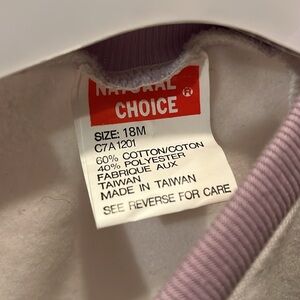 NATURAL
CHOICE ®
SIZE: 18M
C7A1201
60% COTTON/COTON
40% POLYESTER
FABRIQUE AUX
TAIWAN
MADE IN TAIWAN
SEE REVERSE FOR CARE